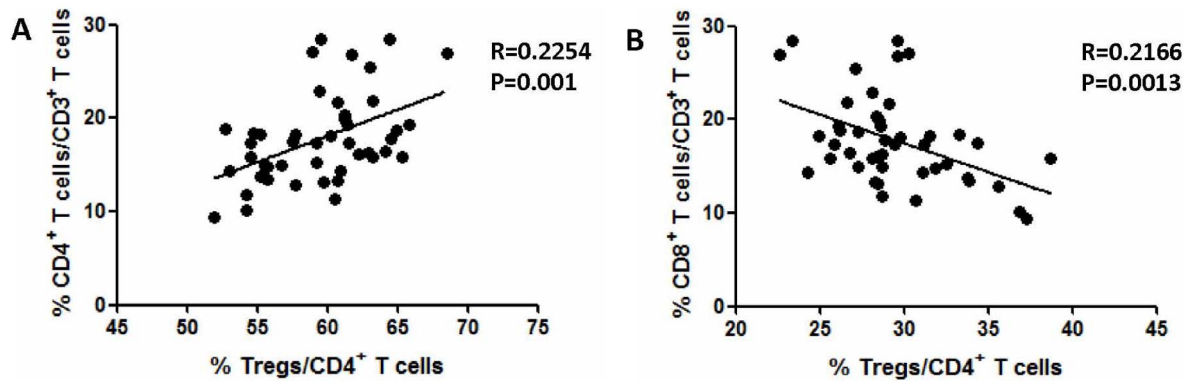 A
% CD4+ T cells/CD3+ T cells
30
20
10
0
45
50
55
60
65
70
75
% Tregs/CD4+ T cells
R=0.2254
P=0.001
B
% CD8+ T cells/CD3+ T cells
30
20
10
0
20
25
30
35
40
45
% Tregs/CD4+ T cells
R=0.2166
P=0.0013